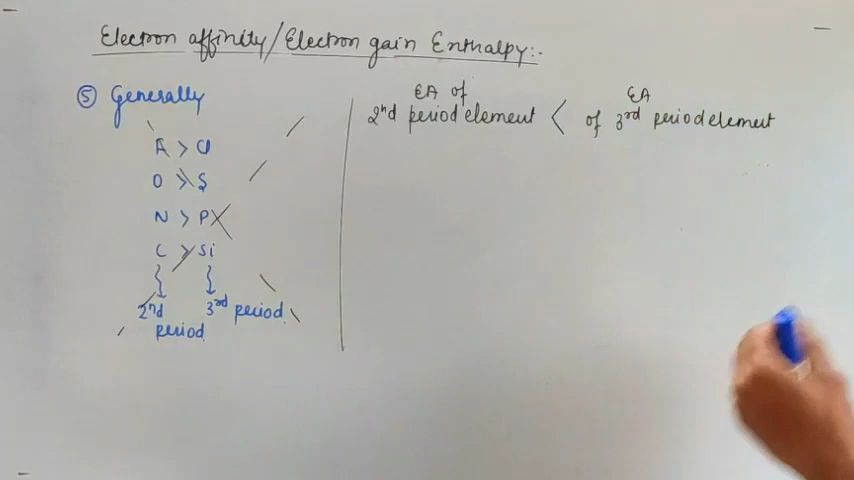 Electron affinity/Electron gain Enthalpy:-
⑤ Generally
F > Cl
O > S
N > P
C > Si
2nd period
3rd period
EA of
2nd period element < EA
of 3rd period element